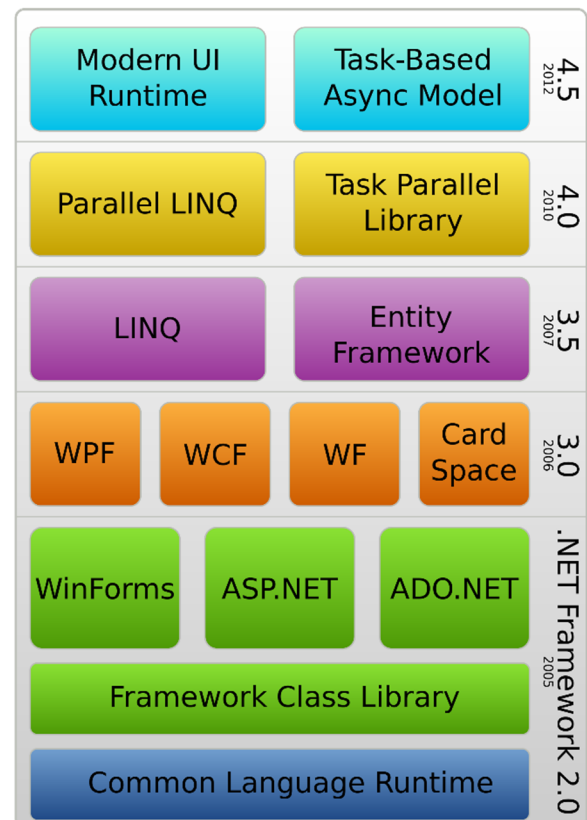 Modern UI
Runtime
Task-Based
Async Model
4.5
2012
Parallel LINQ
Task Parallel
Library
4.0
2010
LINQ
Entity
Framework
3.5
2007
WPF
WCF
WF
Card
Space
3.0
2006
WinForms
ASP.NET
ADO.NET
Framework Class Library
Common Language Runtime
.NET Framework 2.0
2005